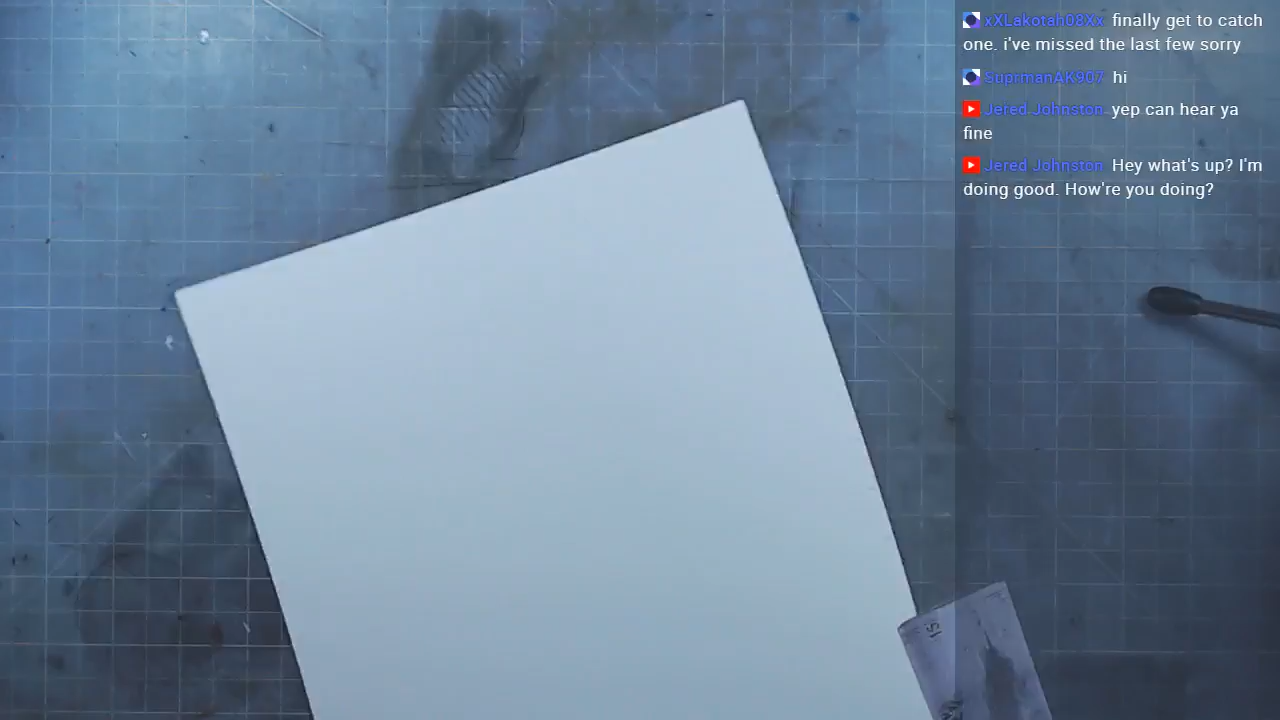 xXLakotah08Xx finally get to catch
one. i've missed the last few sorry
SuprmanAK907 hi
Jered Johnston yep can hear ya
fine
Jered Johnston Hey what's up? I'm
doing good. How're you doing?
15